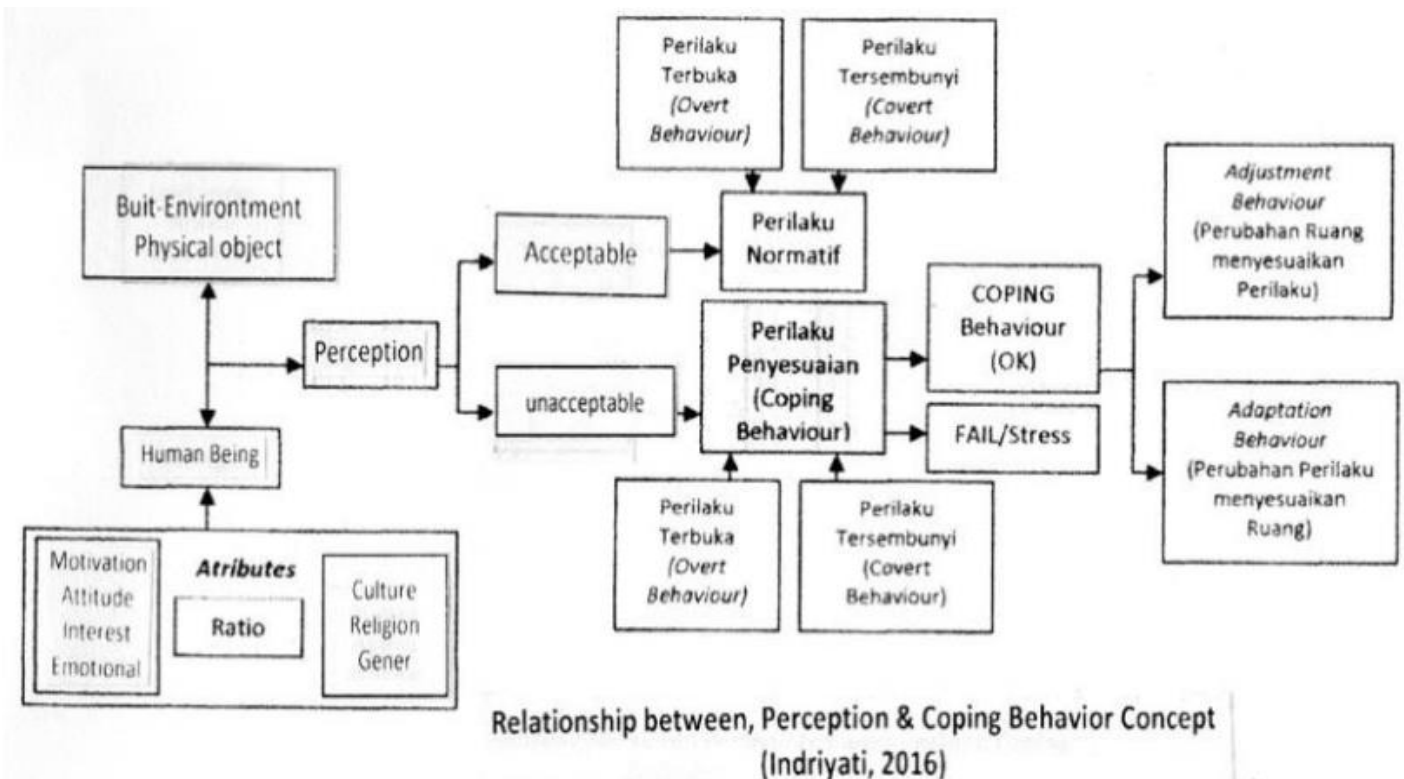 Perilaku
Terbuka
(Overt
Behaviour)
Perilaku
Tersembunyi
(Covert
Behaviour)
Buit-Environtment
Physical object
Acceptable
Perilaku
Normatif
Adjustment
Behaviour
(Perubahan Ruang
menyesuaikan
Perilaku)
Perception
unacceptable
Perilaku
Penyesuaian
(Coping
Behaviour)
COPING
Behaviour
(OK)
FAIL/Stress
Adaptation
Behaviour
(Perubahan Perilaku
menyesuaikan
Ruang)
Human Being
Motivation
Attitude
Interest
Emotional
Atributes
Ratio
Culture
Religion
Gener
Perilaku
Terbuka
(Overt
Behaviour)
Perilaku
Tersembunyi
(Covert
Behaviour)
Relationship between, Perception & Coping Behavior Concept
(Indriyati, 2016)